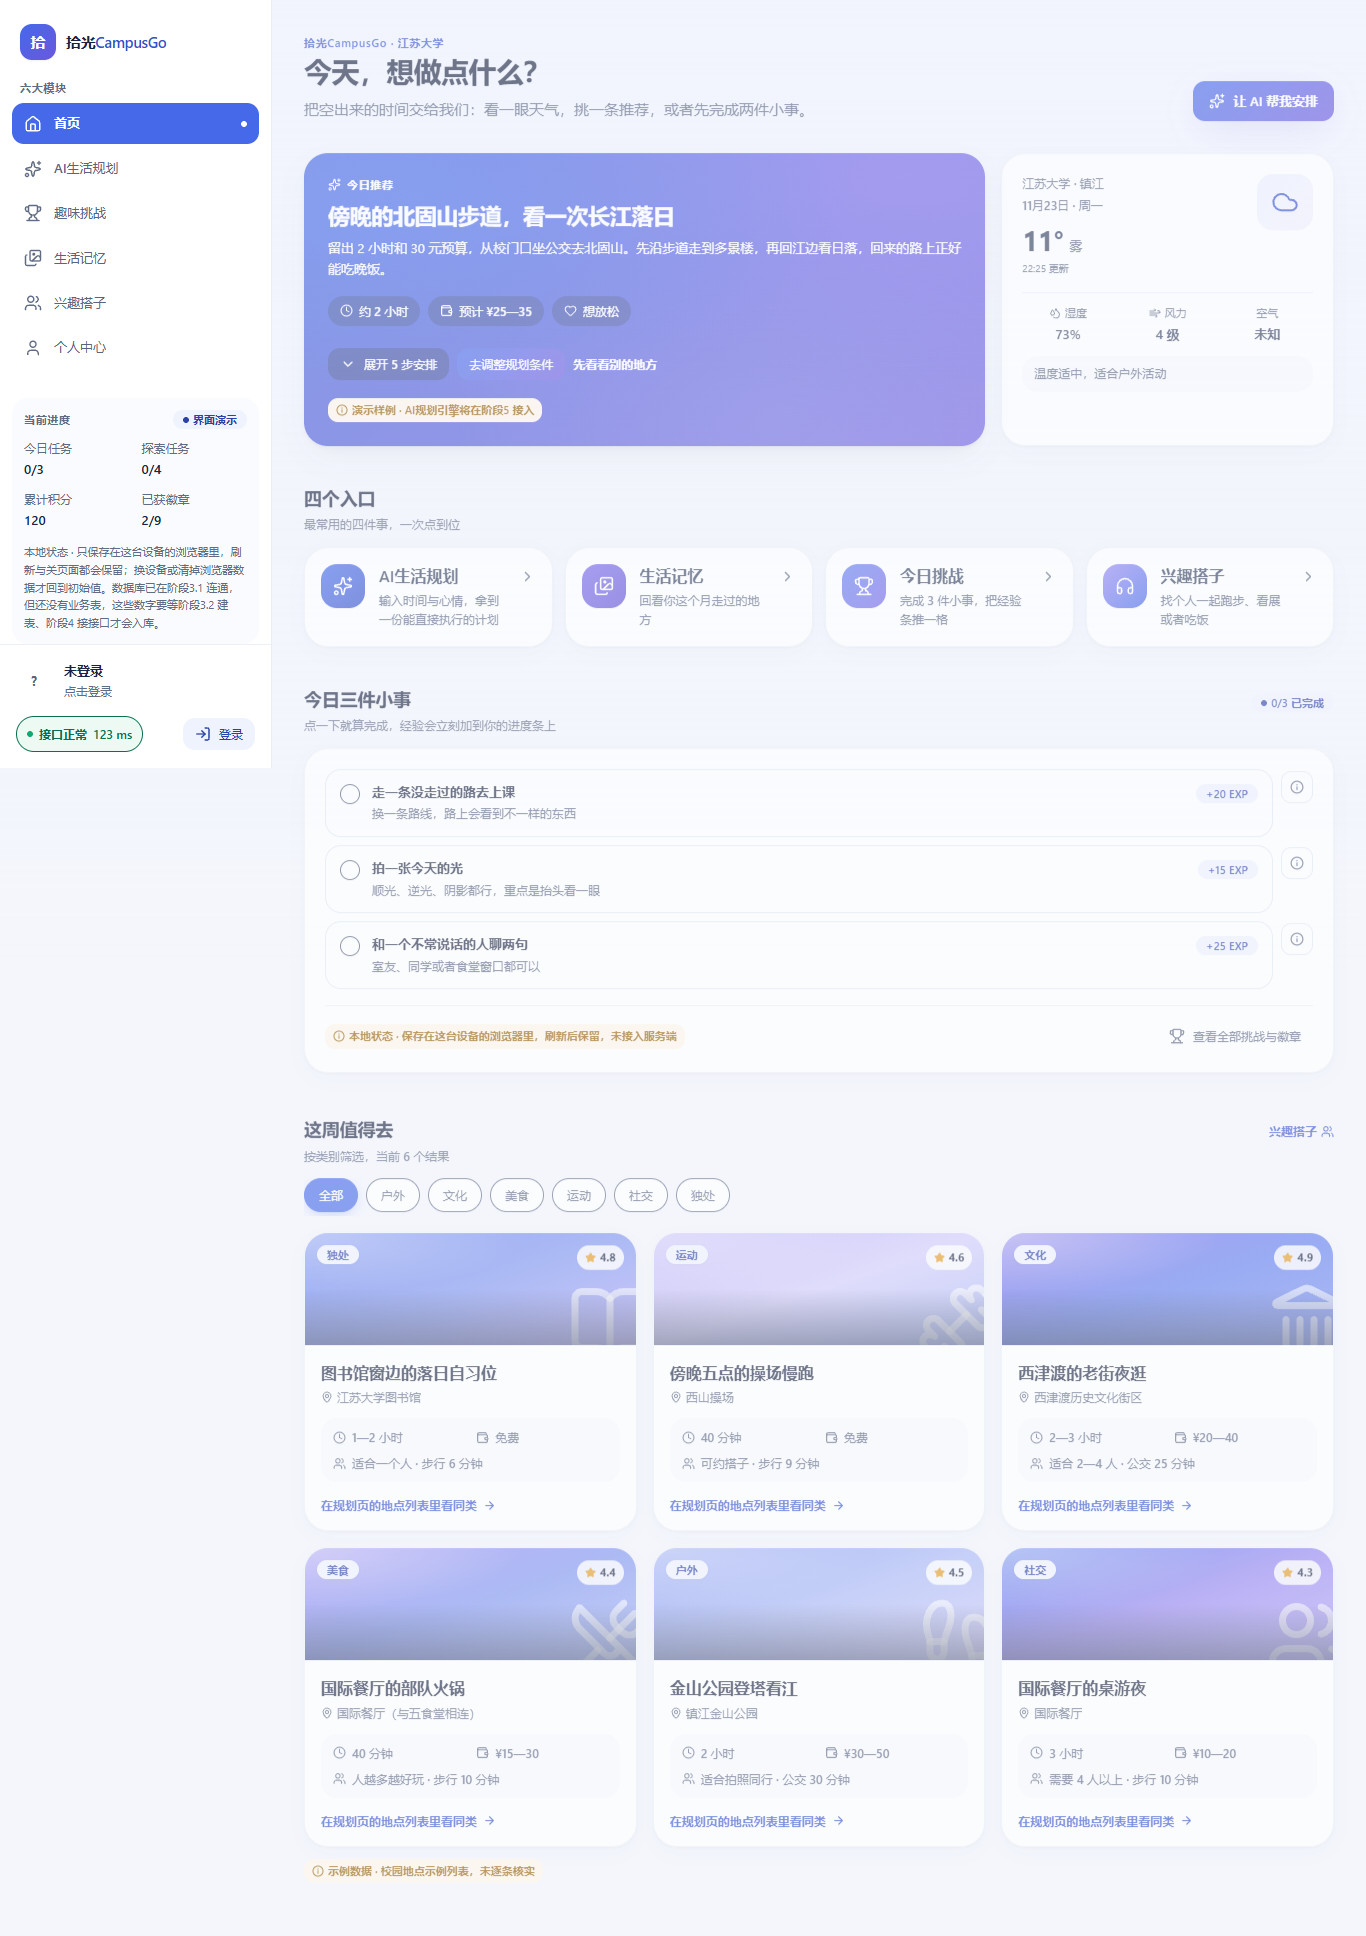 拾
拾光CampusGo
六大模块
首页
AI生活规划
趣味挑战
生活记忆
兴趣搭子
个人中心
当前进度
界面演示
今日任务
探索任务
0/3
0/4
累计积分
已获徽章
120
2/9
本地状态 · 只保存在这台设备的浏览器里，刷
新与关页面都会保留；换设备或清掉浏览器数
据才回到初始值。数据库已在阶段3.1 连通，
但还没有业务表，这些数字要等阶段3.2 建
表、阶段4 接接口才会入库。
?
未登录
点击登录
接口正常 123 ms
登录
拾光CampusGo · 江苏大学
今天，想做点什么？
把空出来的时间交给我们：看一眼天气，挑一条推荐，或者先完成两件小事。
让 AI 帮我安排
今日推荐
傍晚的北固山步道，看一次长江落日
留出 2 小时和 30 元预算，从校门口坐公交去北固山。先沿步道走到多景楼，再回江边看日落，回来的路上正好
能吃晚饭。
约 2 小时
预计 ¥25—35
想放松
展开 5 步安排
去调整规划条件
先看看别的地方
演示样例 · AI规划引擎将在阶段5 接入
江苏大学 · 镇江
11月23日 · 周一
11° 雾
22:25 更新
湿度
风力
空气
73%
4 级
未知
温度适中，适合户外活动
四个入口
最常用的四件事，一次点到位
AI生活规划
输入时间与心情，拿到
一份能直接执行的计划
生活记忆
回看你这个月走过的地
方
今日挑战
完成 3 件小事，把经验
条推一格
兴趣搭子
找个人一起跑步、看展
或者吃饭
今日三件小事
点一下就算完成，经验会立刻加到你的进度条上
0/3 已完成
走一条没走过的路去上课
换一条路线，路上会看到不一样的东西
+20 EXP
拍一张今天的光
顺光、逆光、阴影都行，重点是抬头看一眼
+15 EXP
和一个不常说话的人聊两句
室友、同学或者食堂窗口都可以
+25 EXP
本地状态 · 保存在这台设备的浏览器里，刷新后保留，未接入服务端
查看全部挑战与徽章
这周值得去
按类别筛选，当前 6 个结果
兴趣搭子
全部
户外
文化
美食
运动
社交
独处
独处
4.8
图书馆窗边的落日自习位
江苏大学图书馆
1—2 小时
免费
适合一个人 · 步行 6 分钟
在规划页的地点列表里看同类
运动
4.6
傍晚五点的操场慢跑
西山操场
40 分钟
免费
可约搭子 · 步行 9 分钟
在规划页的地点列表里看同类
文化
4.9
西津渡的老街夜逛
西津渡历史文化街区
2—3 小时
¥20—40
适合 2—4 人 · 公交 25 分钟
在规划页的地点列表里看同类
美食
4.4
国际餐厅的部队火锅
国际餐厅（与五食堂相连）
40 分钟
¥15—30
人越多越好玩 · 步行 10 分钟
在规划页的地点列表里看同类
户外
4.5
金山公园登塔看江
镇江金山公园
2 小时
¥30—50
适合拍照同行 · 公交 30 分钟
在规划页的地点列表里看同类
社交
4.3
国际餐厅的桌游夜
国际餐厅
3 小时
¥10—20
需要 4 人以上 · 步行 10 分钟
在规划页的地点列表里看同类
示例数据 · 校园地点示例列表，未逐条核实